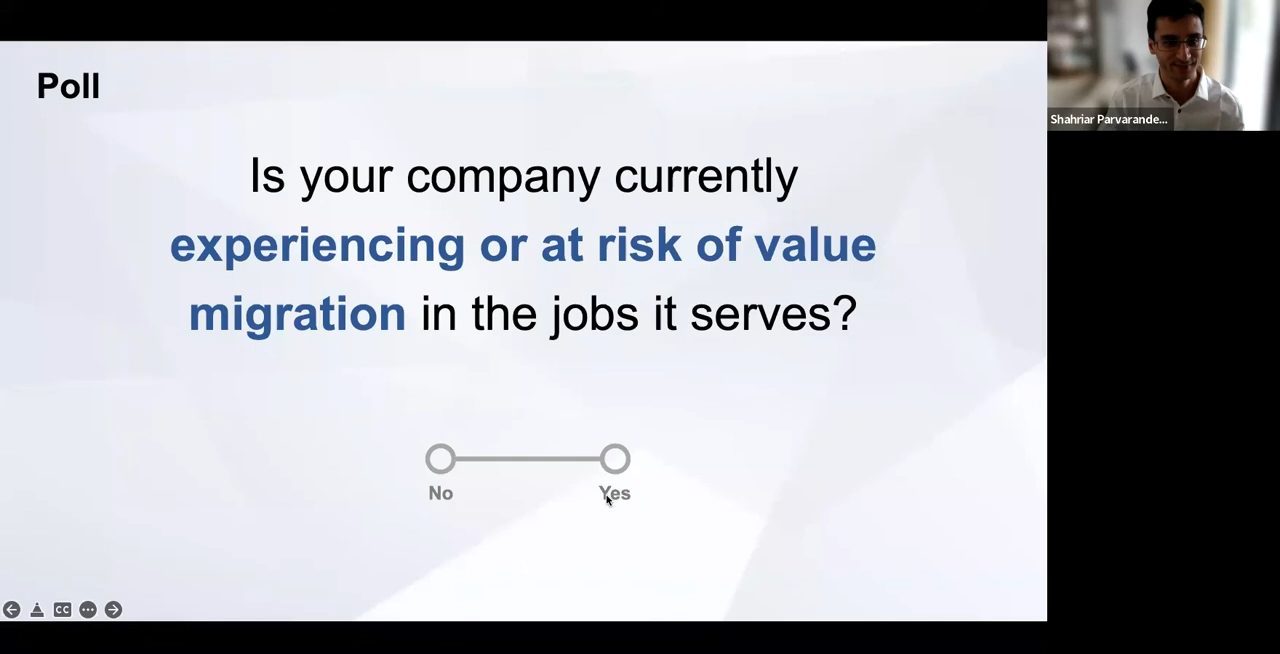 Poll
Is your company currently
experiencing or at risk of value
migration in the jobs it serves?
No
Yes
CC
Shahriar Parvarande...